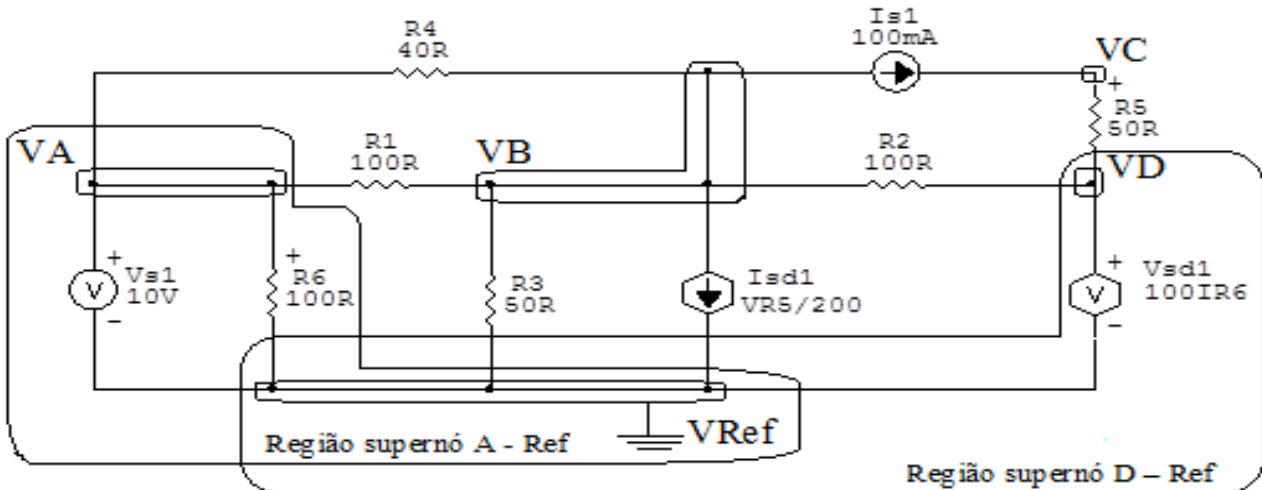 Is1
100mA
R4
40R
VC
+
R5
50R
VA
R1
100R
VB
R2
100R
VD
+
Vs1
10V
-
+
R6
100R
R3
50R
Isd1
VR5/200
+
Vsd1
100IR6
-
V
V
VRef
Região supernó A - Ref
Região supernó D – Ref